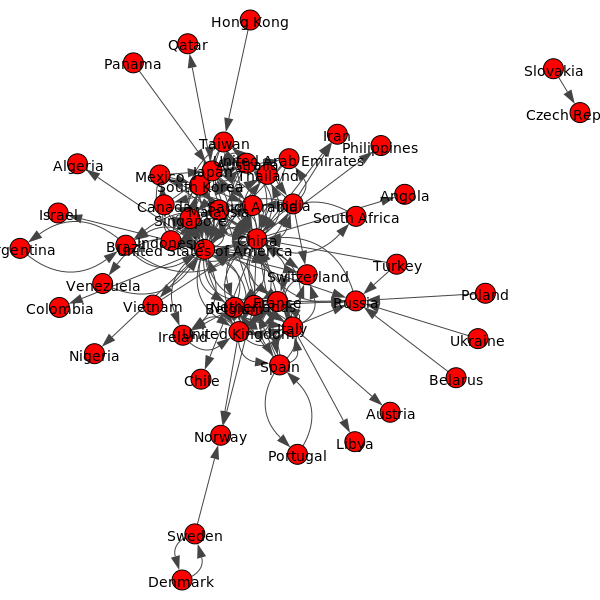 Hong Kong
Qatar
Panama
Slovakia
Czech Rep
Taiwan
Iran
Philippines
United Arab Emirates
Algeria
Japan
Thailand
Mexico
South Korea
Angola
Canada
Saudi Arabia
India
Malaysia
Israel
Singapore
South Africa
China
rgentina
Brazil
Indonesia
United States of America
Turkey
Switzerland
Venezuela
Poland
Colombia
Vietnam
Netherlands
France
Russia
Belgium
Italy
Ireland
United Kingdom
Ukraine
Nigeria
Spain
Chile
Belarus
Austria
Norway
Libya
Portugal
Sweden
Denmark